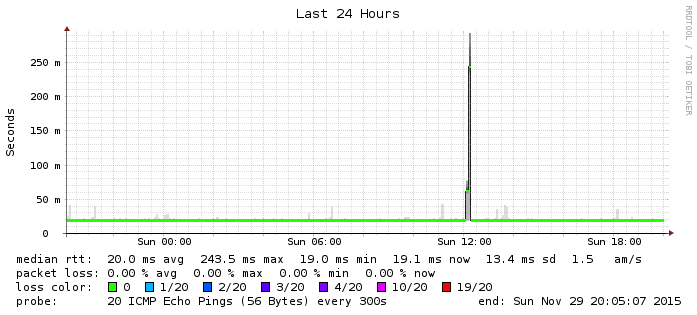 Last 24 Hours
RRDTOOL / TOBI OETIKER
Seconds
250 m
200 m
150 m
100 m
50 m
0
Sun 00:00 Sun 06:00 Sun 12:00 Sun 18:00
median rtt: 20.0 ms avg 243.5 ms max 19.0 ms min 19.1 ms now 13.4 ms sd 1.5 am/s
packet loss: 0.00 % avg 0.00 % max 0.00 % min 0.00 % now
loss color: 0 1/20 2/20 3/20 4/20 10/20 19/20
probe: 20 ICMP Echo Pings (56 Bytes) every 300s end: Sun Nov 29 20:05:07 2015